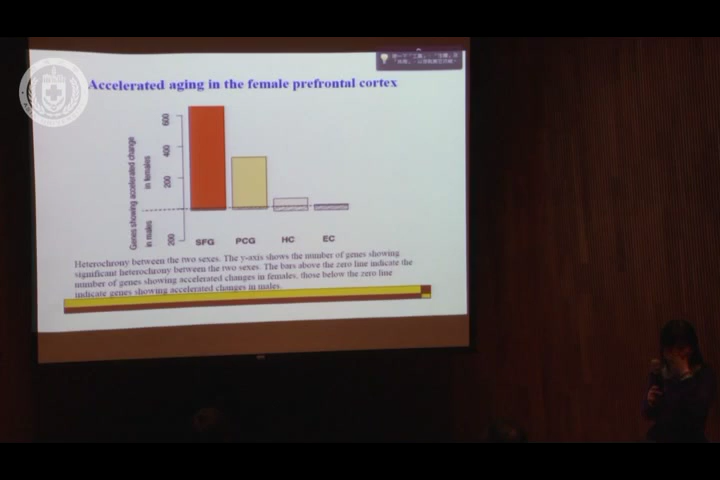 Accelerated aging in the female prefrontal cortex
Genes showing accelerated change
in females
in males
600
400
200
200
SFG
PCG
HC
EC
Heterochrony between the two sexes. The y-axis shows the number of genes showing
significant heterochrony between the two sexes. The bars above the zero line indicate the
number of genes showing accelerated changes in females, those below the zero line
indicate genes showing accelerated changes in males.